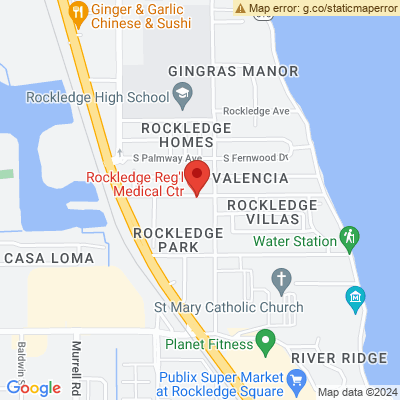 Ginger & Garlic
Chinese & Sushi
Map error: g.co/staticmaperror
GINGRAS MANOR
Rockledge High School
Rockledge Ave
ROCKLEDGE
HOMES
S Palmway Ave
S Fernwood Dr
Rockledge Reg'l
Medical Ctr
VALENCIA
ROCKLEDGE
VILLAS
ROCKLEDGE
PARK
Water Station
CASA LOMA
St Mary Catholic Church
Planet Fitness
RIVER RIDGE
Baldwin St
Murrell Rd
Publix Super Market
at Rockledge Square
Google
Map data ©2024